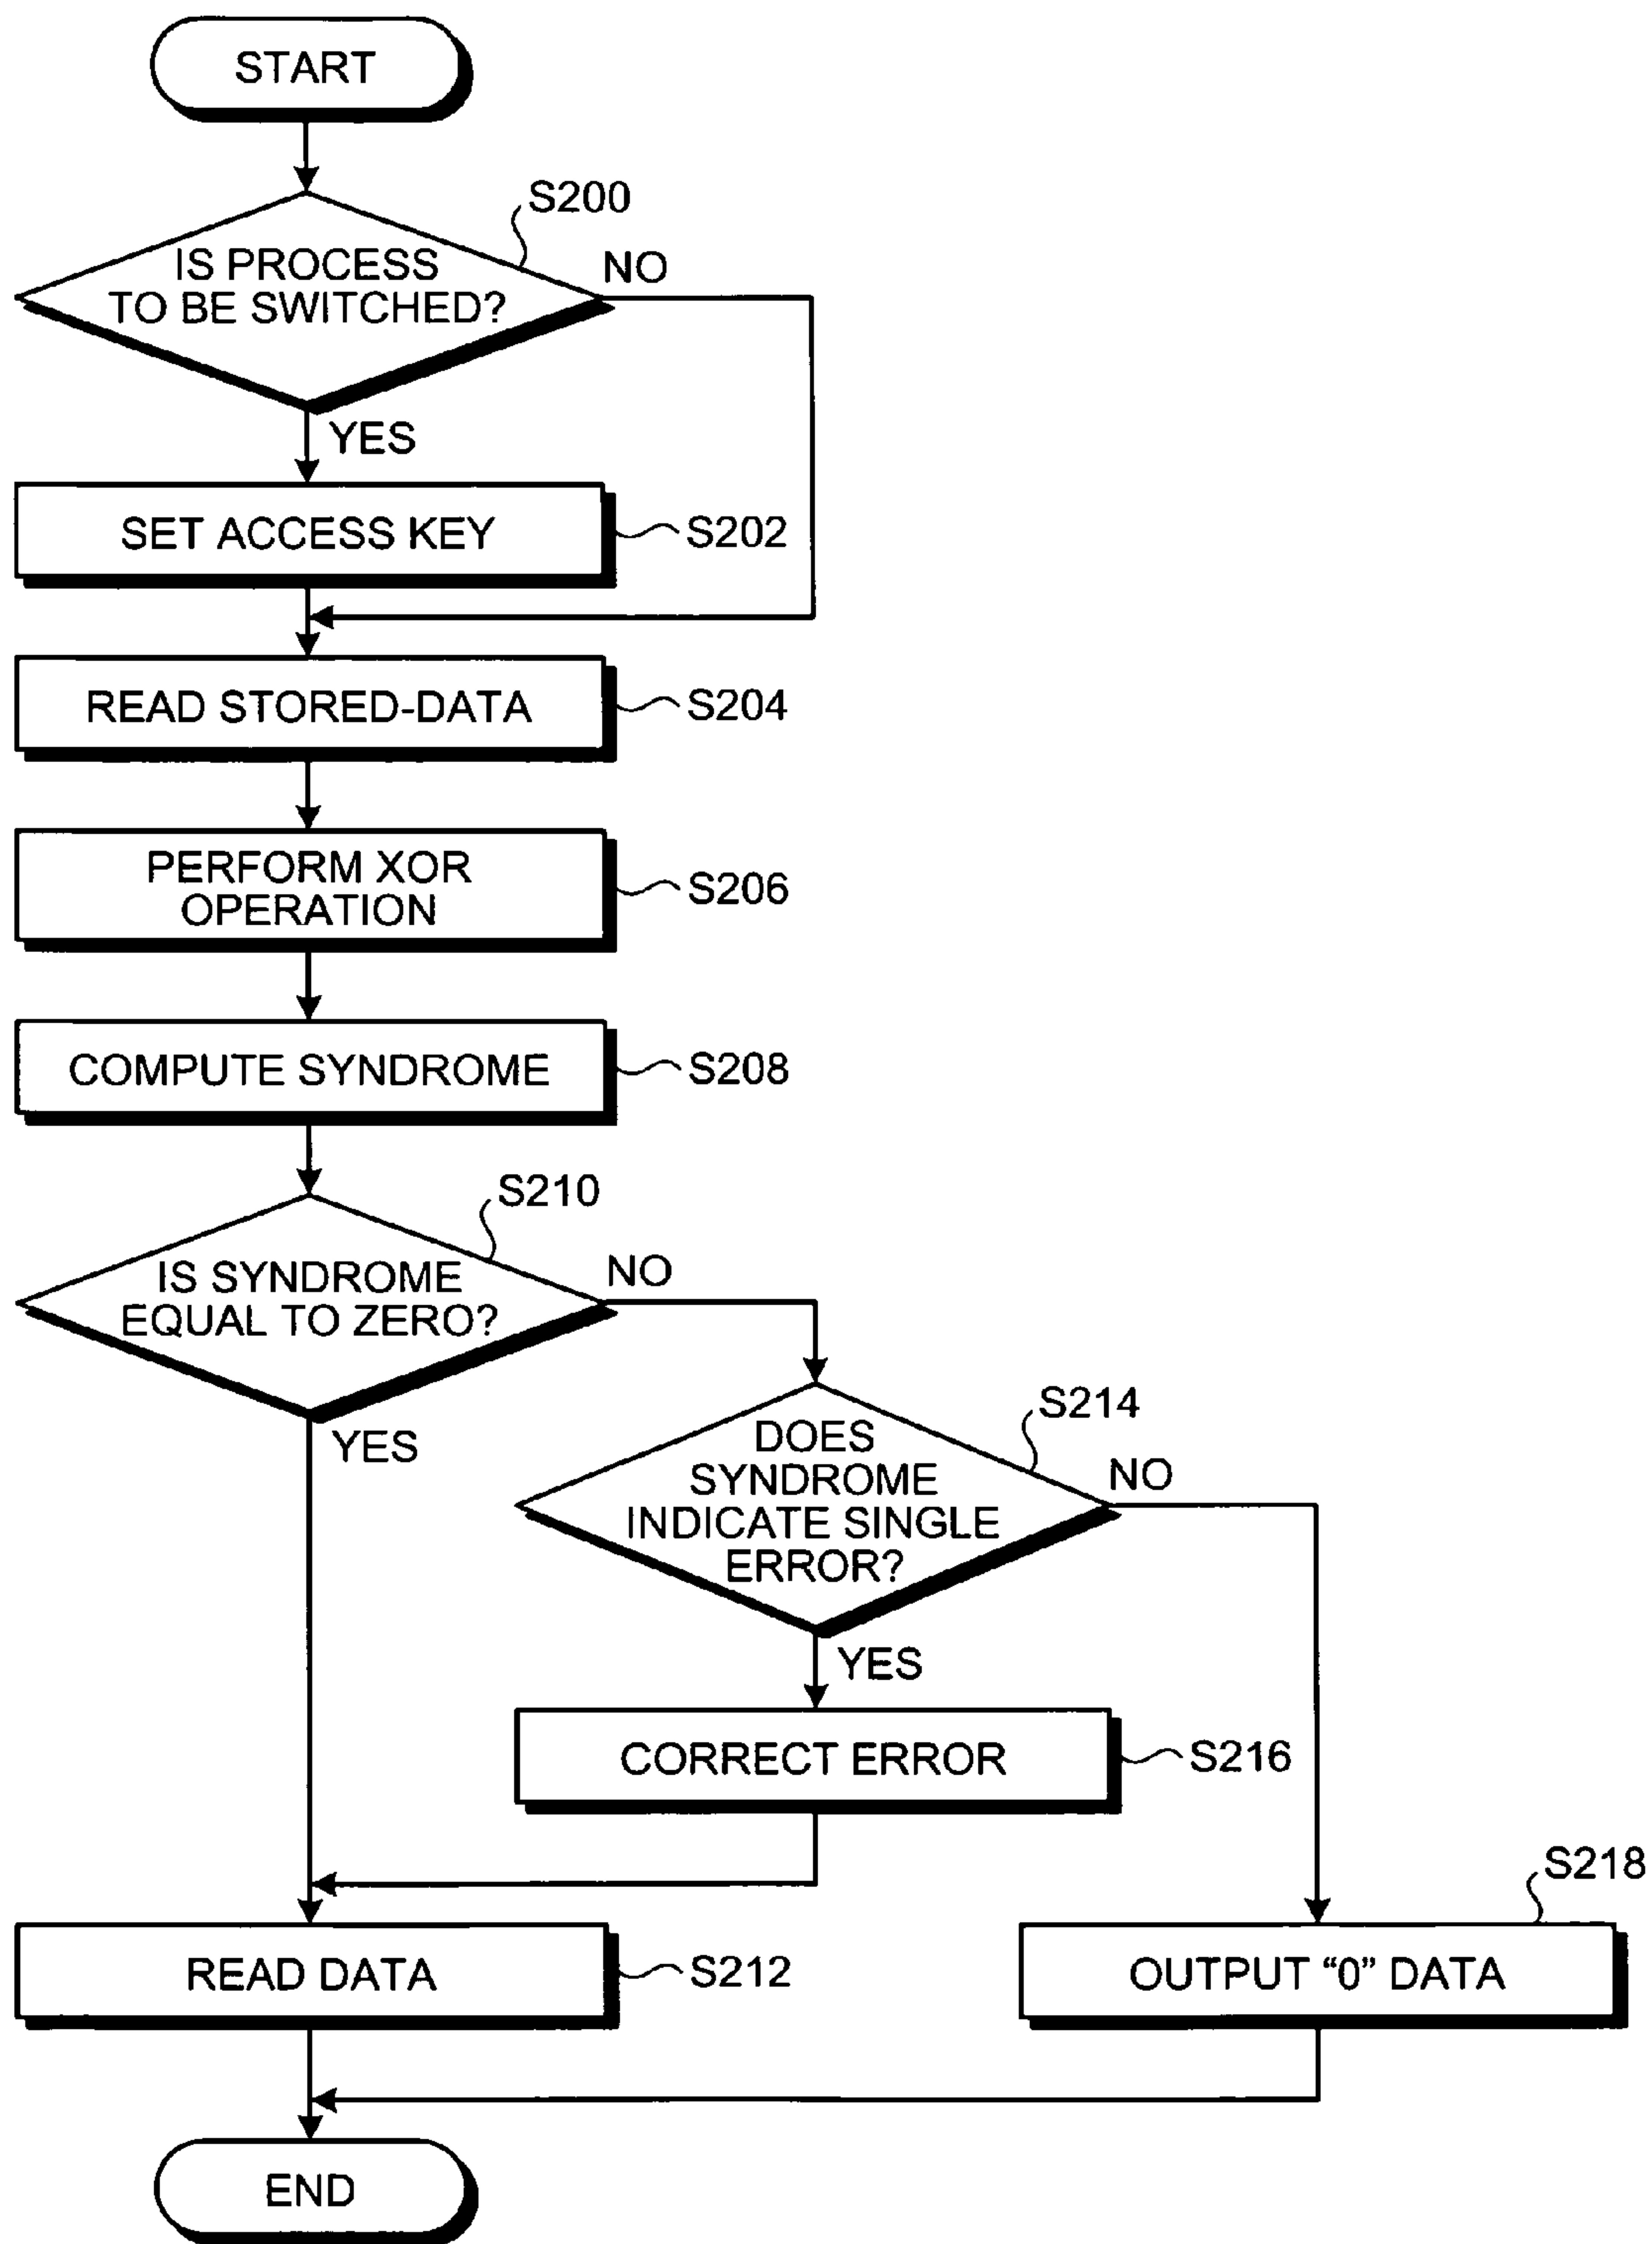 START
S200
IS PROCESS
TO BE SWITCHED?
NO
YES
SET ACCESS KEY
S202
READ STORED-DATA
S204
PERFORM XOR
OPERATION
S206
COMPUTE SYNDROME
S208
S210
IS SYNDROME
EQUAL TO ZERO?
NO
YES
S214
DOES
SYNDROME
INDICATE SINGLE
ERROR?
NO
YES
CORRECT ERROR
S216
S218
READ DATA
S212
OUTPUT “0” DATA
END